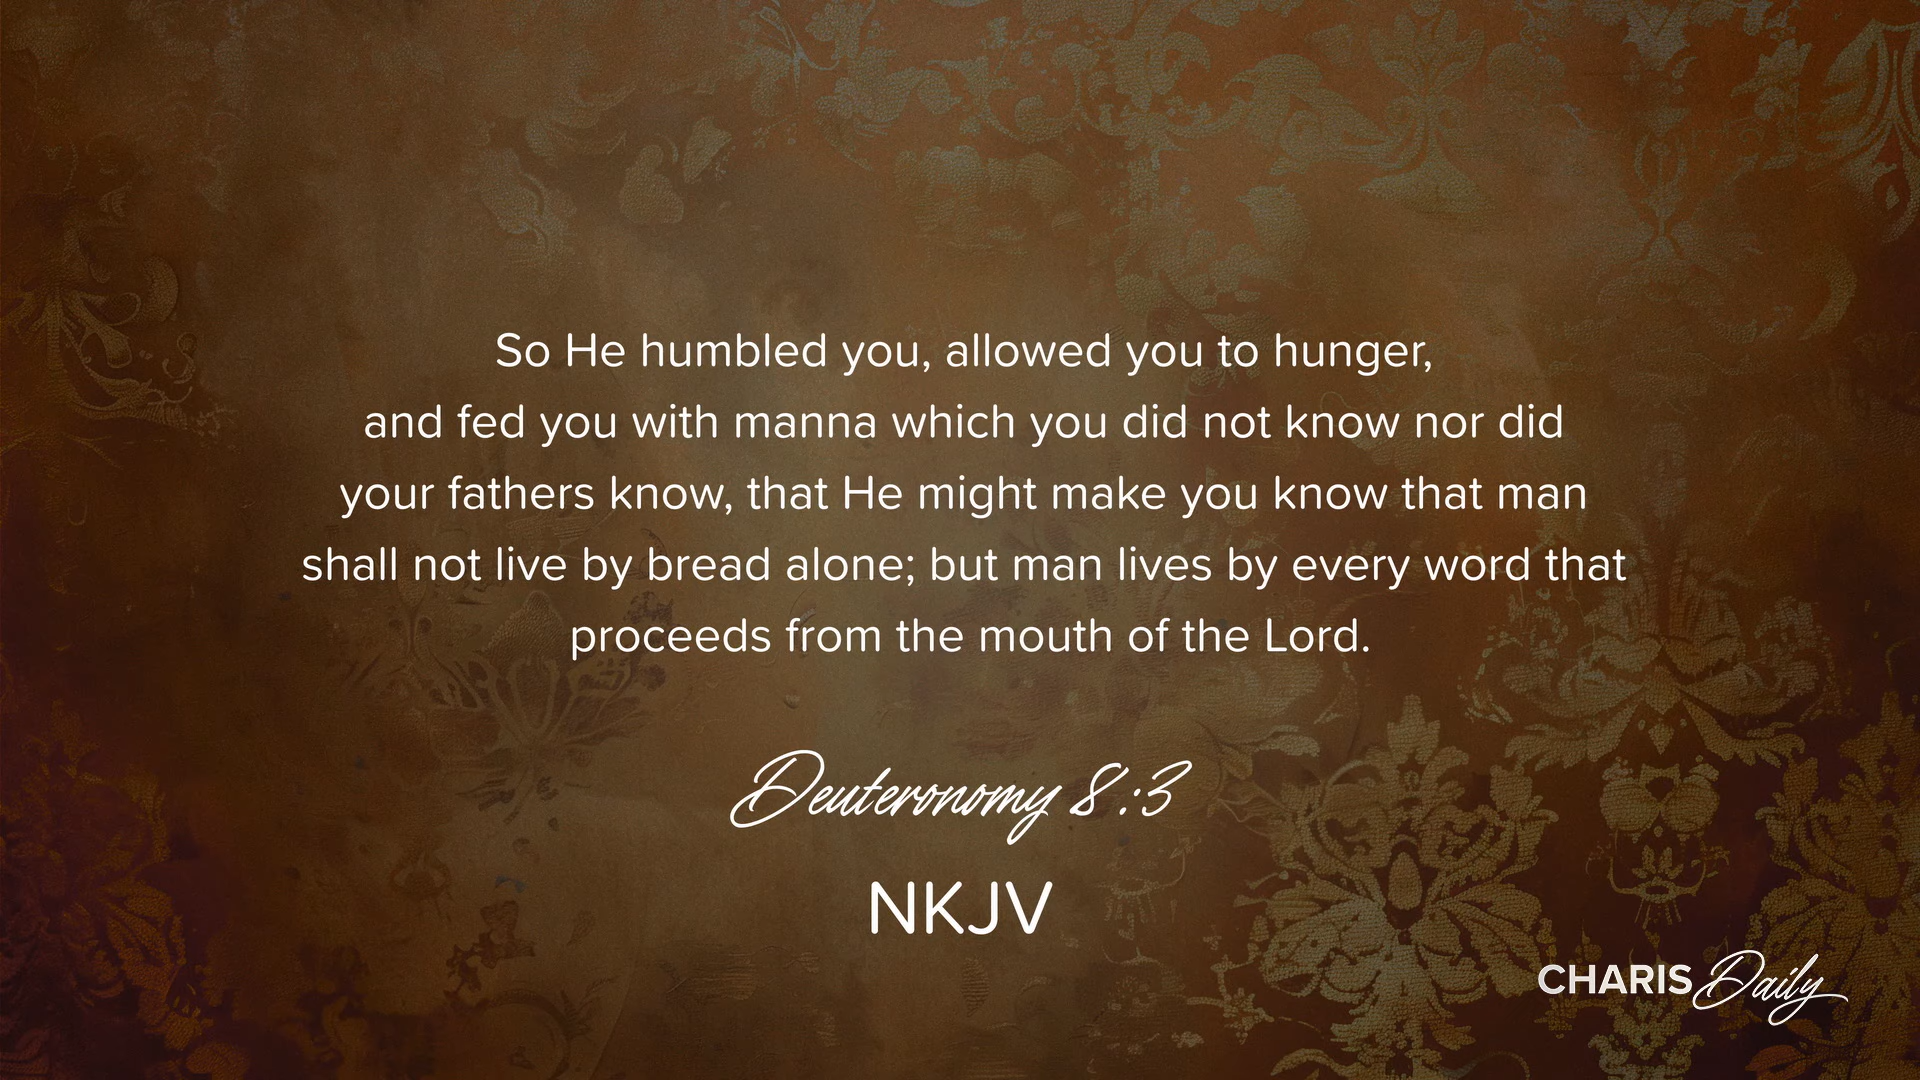 So He humbled you, allowed you to hunger,
and fed you with manna which you did not know nor did
your fathers know, that He might make you know that man
shall not live by bread alone; but man lives by every word that
proceeds from the mouth of the Lord.
Deuteronomy 8:3
NKJV
CHARIS Daily